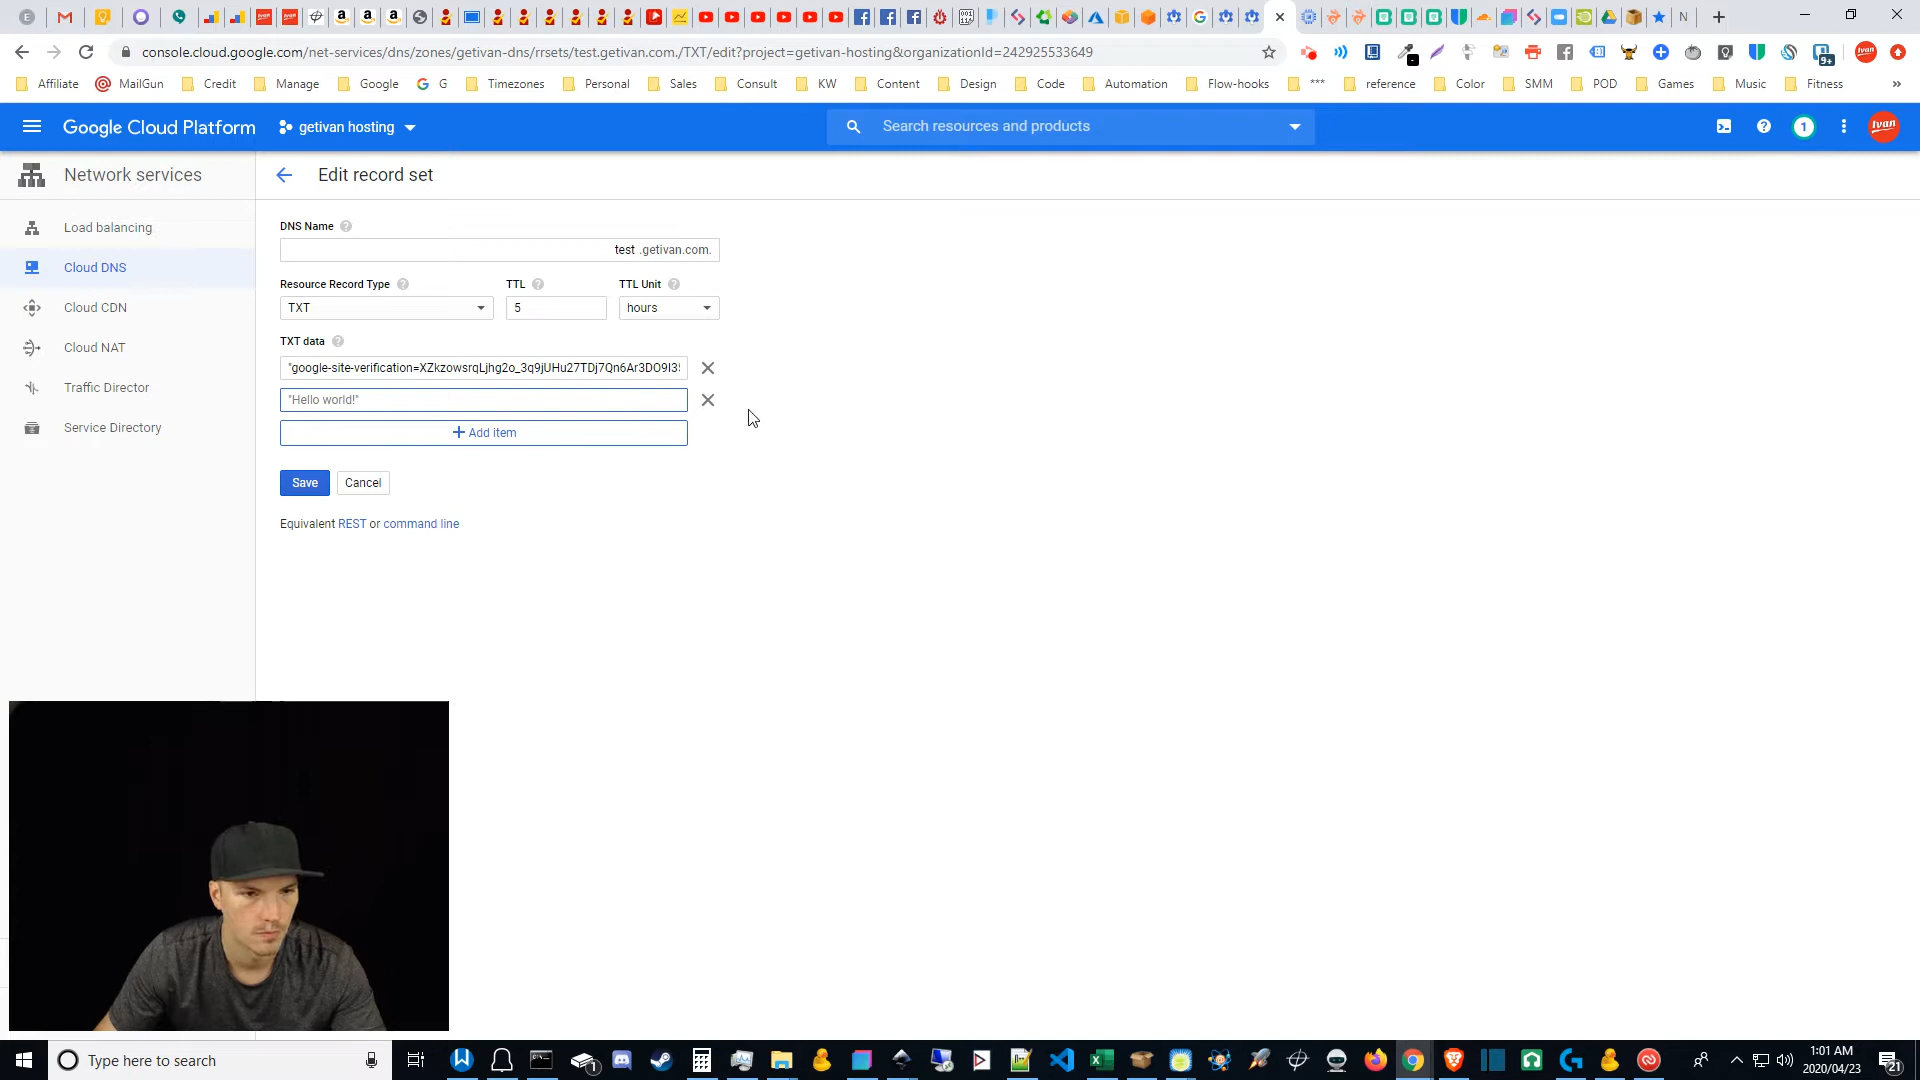 console.cloud.google.com/net-services/dns/zones/getivan-dns/rrsets/test.getivan.com./TXT/edit?project=getivan-hosting&organizationId=242925533649
9+
Affiliate MailGun Credit Manage Google G Timezones Personal Sales Consult KW Content Design Code Automation Flow-hooks *** reference Color SMM POD Games Music Fitness »
Google Cloud Platform getivan hosting Search resources and products 1 Ivan
Network services
Edit record set
Load balancing
Cloud DNS
Cloud CDN
Cloud NAT
Traffic Director
Service Directory
DNS Name
test .getivan.com.
Resource Record Type TTL TTL Unit
TXT 5 hours
TXT data
"google-site-verification=XZkzowsrqLjhg2o_3q9jUHu27TDj7Qn6Ar3DO9I3
"Hello world!"
Add item
Save Cancel
Equivalent REST or command line
Type here to search
1:01 AM
2020/04/23
21